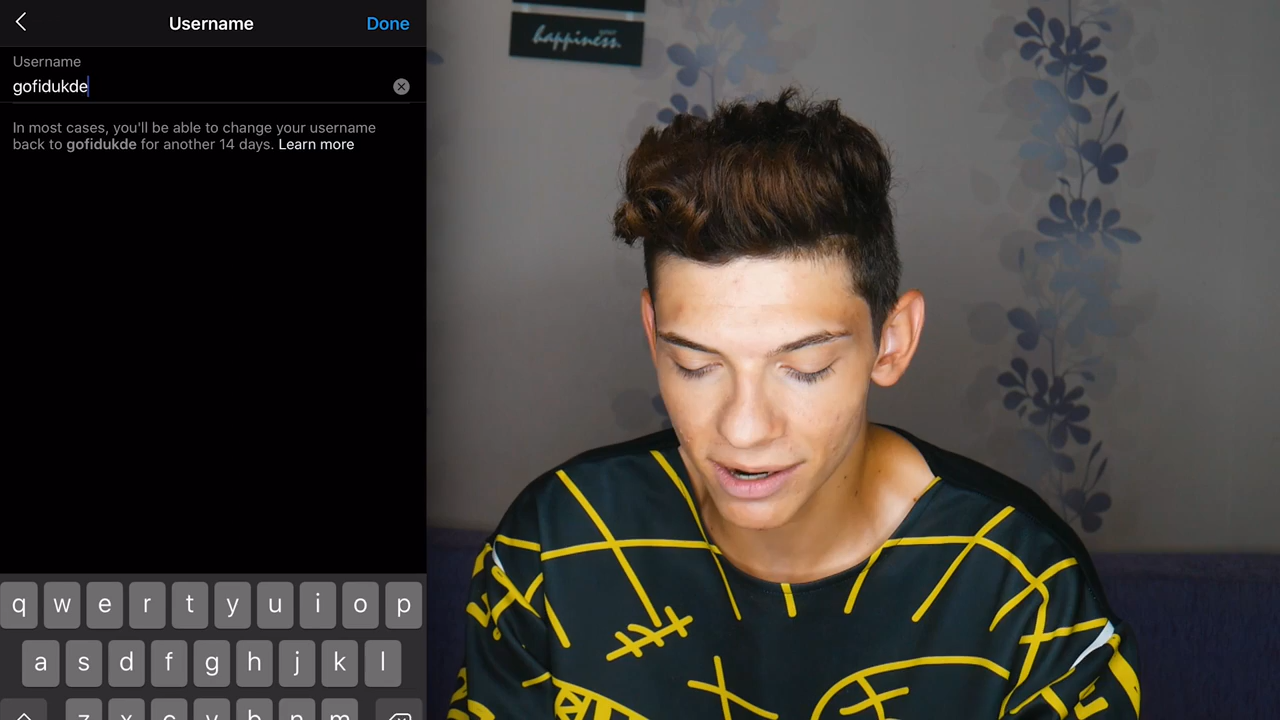 Username
Done
Username
gofidukde
In most cases, you'll be able to change your username
back to gofidukde for another 14 days. Learn more
q w e r t y u i o p
a s d f g h j k l
z x c v b n m
your
happiness.